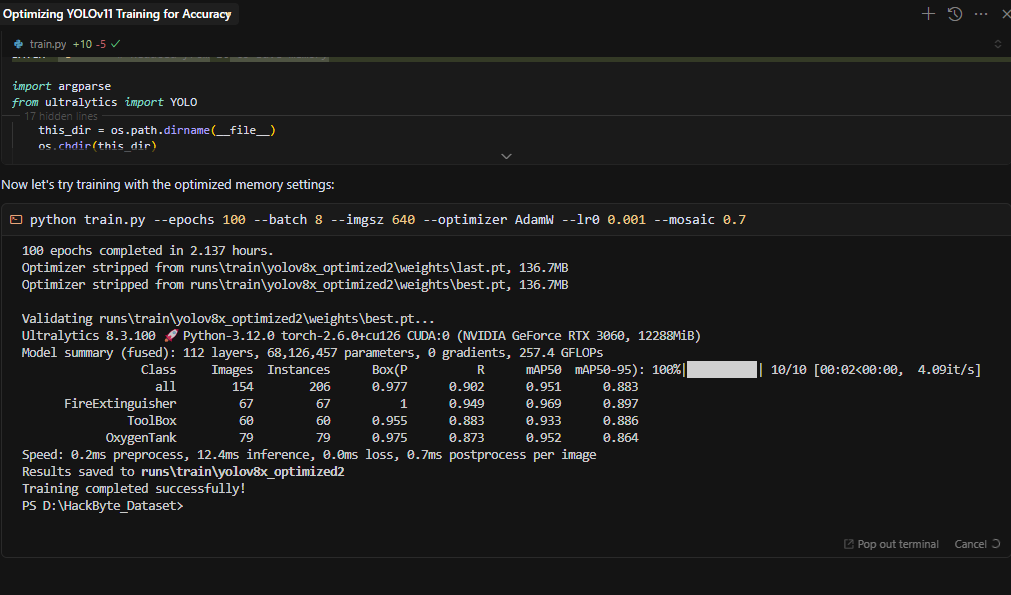 Optimizing YOLOv11 Training for Accuracy
train.py +10 -5
import argparse
from ultralytics import YOLO
17 hidden lines
this_dir = os.path.dirname(__file__)
os.chdir(this_dir)
Now let's try training with the optimized memory settings:
python train.py --epochs 100 --batch 8 --imgsz 640 --optimizer AdamW --lr0 0.001 --mosaic 0.7
100 epochs completed in 2.137 hours.
Optimizer stripped from runs\train\yolov8x_optimized2\weights\last.pt, 136.7MB
Optimizer stripped from runs\train\yolov8x_optimized2\weights\best.pt, 136.7MB
Validating runs\train\yolov8x_optimized2\weights\best.pt...
Ultralytics 8.3.100 🚀 Python-3.12.0 torch-2.6.0+cu126 CUDA:0 (NVIDIA GeForce RTX 3060, 12288MiB)
Model summary (fused): 112 layers, 68,126,457 parameters, 0 gradients, 257.4 GFLOPs
Class Images Instances Box(P R mAP50 mAP50-95): 100%| | 10/10 [00:02<00:00, 4.09it/s]
all 154 206 0.977 0.902 0.951 0.883
FireExtinguisher 67 67 1 0.949 0.969 0.897
ToolBox 60 60 0.955 0.883 0.933 0.886
OxygenTank 79 79 0.975 0.873 0.952 0.864
Speed: 0.2ms preprocess, 12.4ms inference, 0.0ms loss, 0.7ms postprocess per image
Results saved to runs\train\yolov8x_optimized2
Training completed successfully!
PS D:\HackByte_Dataset>
Pop out terminal Cancel